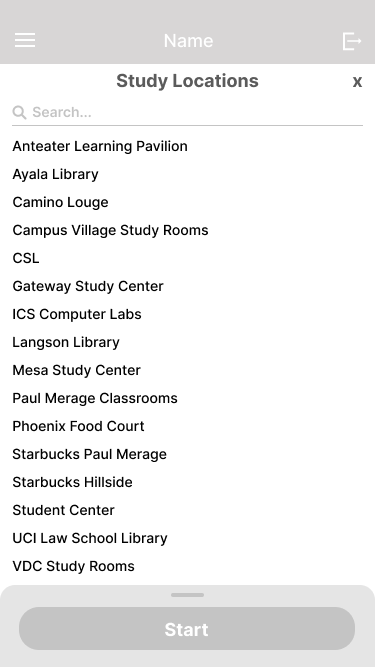 Name
Study Locations x
Search...
Anteater Learning Pavilion
Ayala Library
Camino Louge
Campus Village Study Rooms
CSL
Gateway Study Center
ICS Computer Labs
Langson Library
Mesa Study Center
Paul Merage Classrooms
Phoenix Food Court
Starbucks Paul Merage
Starbucks Hillside
Student Center
UCI Law School Library
VDC Study Rooms
Start